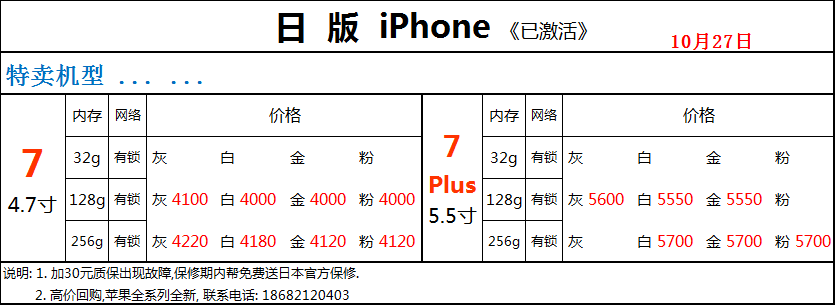 日 版 iPhone 《已激活》 10月27日
特卖机型 ... ...
内存 网络 价格 内存 网络 价格
7 4.7寸 7 Plus 5.5寸
32g 有锁 灰 白 金 粉 32g 有锁 灰 白 金 粉
128g 有锁 灰 4100 白 4000 金 4000 粉 4000 128g 有锁 灰 5600 白 5550 金 5550 粉
256g 有锁 灰 4220 白 4180 金 4120 粉 4120 256g 有锁 灰 白 5700 金 5700 粉 5700
说明: 1. 加30元质保出现故障,保修期内帮免费送日本官方保修.
2. 高价回购,苹果全系列全新, 联系电话: 18682120403